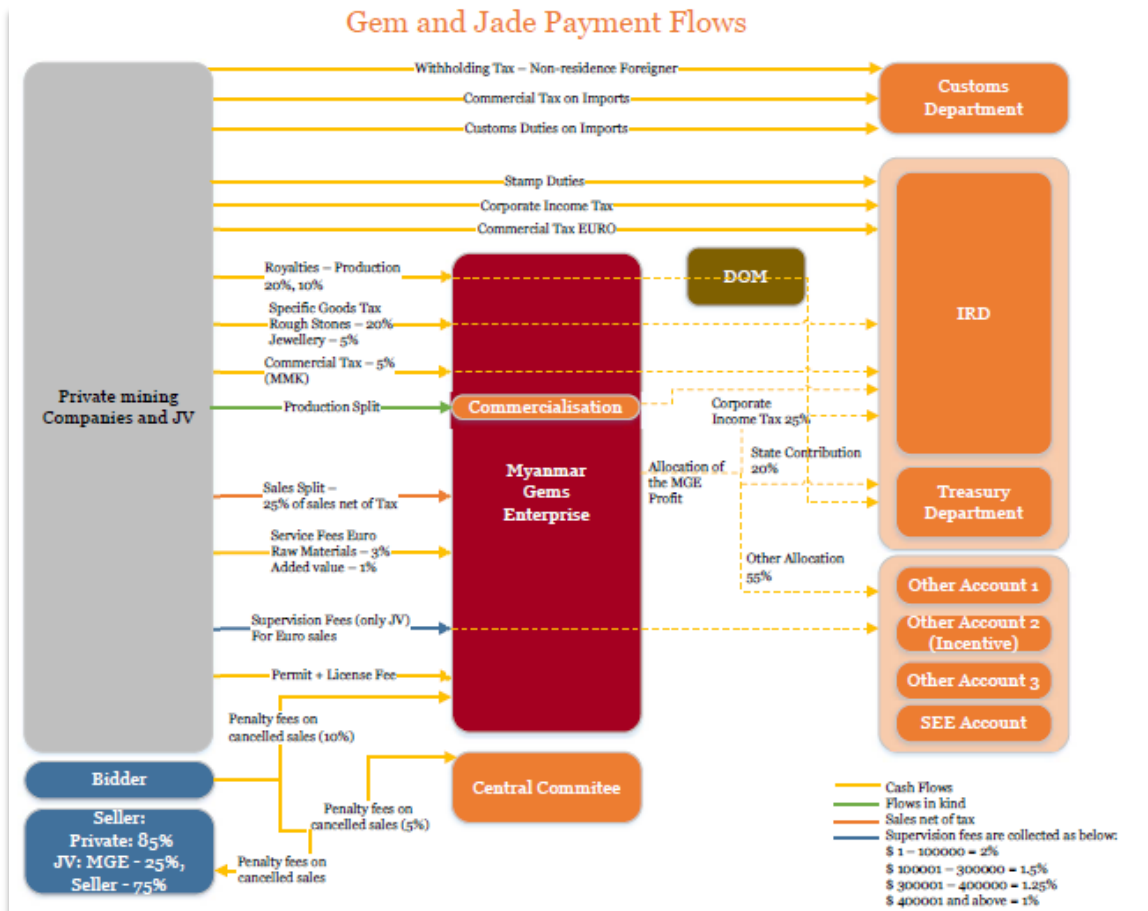 Gem and Jade Payment Flows
Withholding Tax – Non-residence Foreigner
Commercial Tax on Imports
Customs Duties on Imports
Customs
Department
Stamp Duties
Corporate Income Tax
Commercial Tax EURO
Royalties – Production
20%, 10%
DOM
Specific Goods Tax
Rough Stones – 20%
Jewellery – 5%
IRD
Commercial Tax – 5%
(MMK)
Private mining
Companies and JV
Production Split
Commercialisation
Corporate
Income Tax 25%
Myanmar
Gems
Enterprise
Allocation of
the MGE
Profit
State Contribution
20%
Sales Split –
25% of sales net of Tax
Treasury
Department
Service Fees Euro
Raw Materials – 3%
Added value – 1%
Other Allocation
55%
Other Account 1
Supervision Fees (only JV)
For Euro sales
Other Account 2
(Incentive)
Permit + License Fee
Other Account 3
SEE Account
Penalty fees on
cancelled sales (10%)
Bidder
Central Commitee
Penalty fees on
cancelled sales (5%)
Seller:
Private: 85%
JV: MGE - 25%,
Seller - 75%
Penalty fees on
cancelled sales
Cash Flows
Flows in kind
Sales net of tax
Supervision fees are collected as below:
$ 1 – 100000 = 2%
$ 100001 – 300000 = 1.5%
$ 300001 – 400000 = 1.25%
$ 400001 and above = 1%